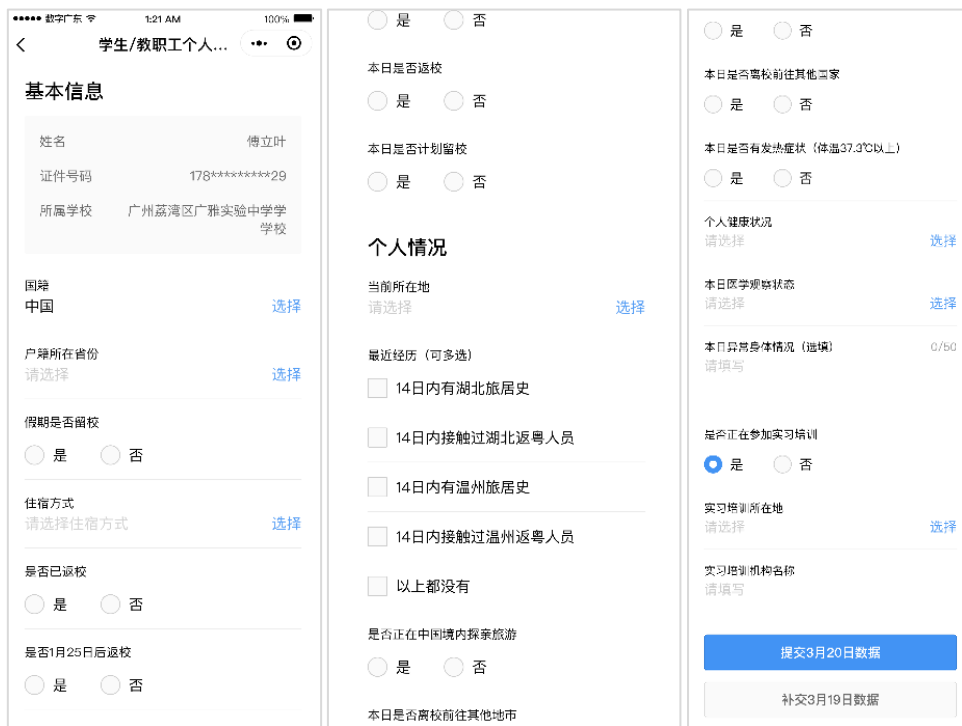 数字广东
1:21 AM
100%
学生/教职工个人...
基本信息
姓名
傅立叶
证件号码
178*********29
所属学校
广州荔湾区广雅实验中学学
学校
国籍
中国
选择
户籍所在省份
请选择
选择
假期是否留校
是 否
住宿方式
请选择住宿方式
选择
是否已返校
是 否
是否1月25日后返校
是 否
是 否
本日是否返校
是 否
本日是否计划留校
是 否
个人情况
当前所在地
请选择
选择
最近经历（可多选）
14日内有湖北旅居史
14日内接触过湖北返粤人员
14日内有温州旅居史
14日内接触过温州返粤人员
以上都没有
是否正在中国境内探亲旅游
是 否
本日是否离校前往其他地市
是 否
本日是否离校前往其他国家
是 否
本日是否有发热症状（体温37.3℃以上）
是 否
个人健康状况
请选择
选择
本日医学观察状态
请选择
选择
本日异常身体情况（选填）
0/50
请填写
是否正在参加实习培训
是 否
实习培训所在地
请选择
选择
实习培训机构名称
请填写
提交3月20日数据
补交3月19日数据